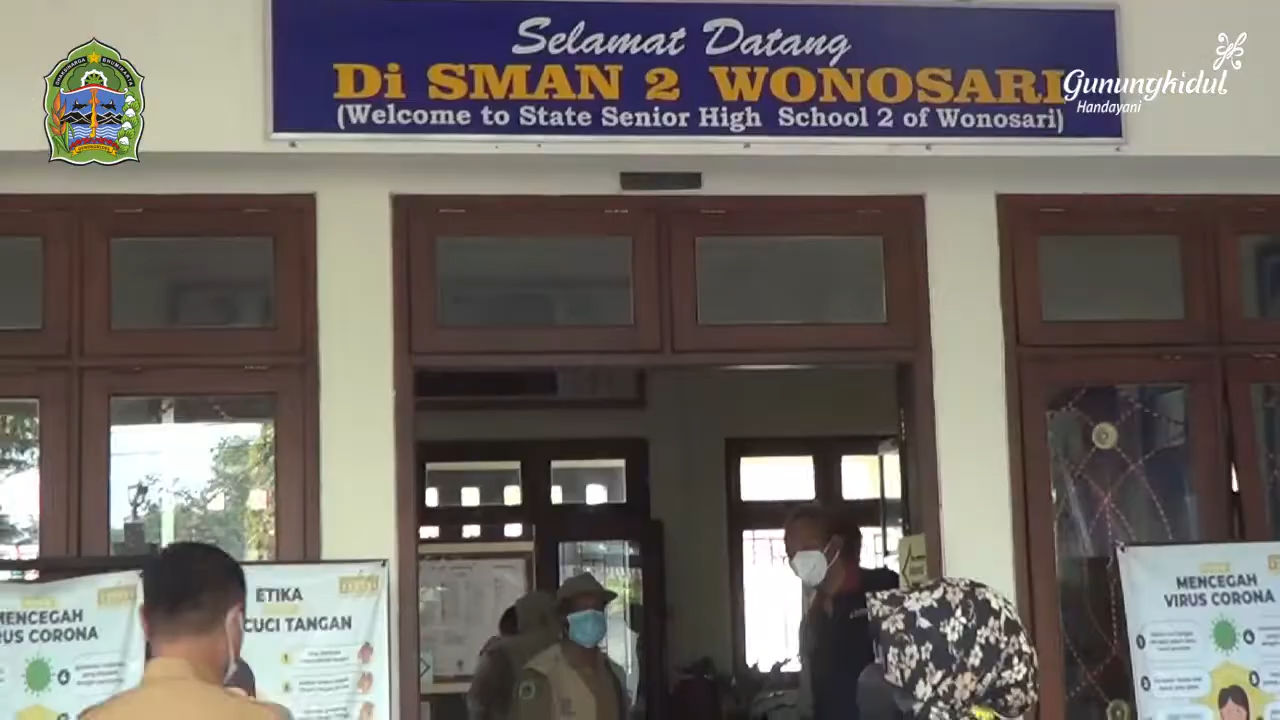 Selamat Datang
Di SMAN 2 WONOSARI
(Welcome to State Senior High School 2 of Wonosari)
Gunungkidul
Handayani
GUNUNGKIDUL
MENCEGAH
VIRUS CORONA
ETIKA
CUCI TANGAN
MENCEGAH
VIRUS CORONA